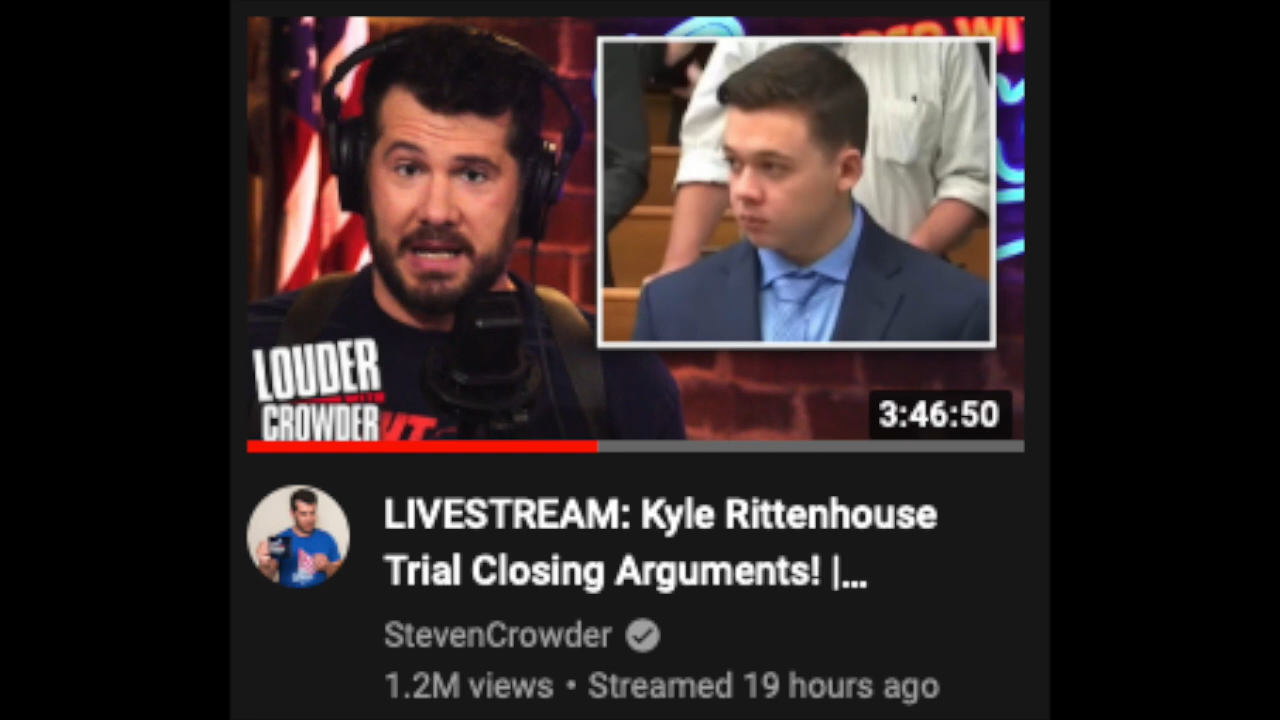 LOUDER
WITH
CROWDER
3:46:50
LIVESTREAM: Kyle Rittenhouse
Trial Closing Arguments! |...
StevenCrowder
1.2M views • Streamed 19 hours ago